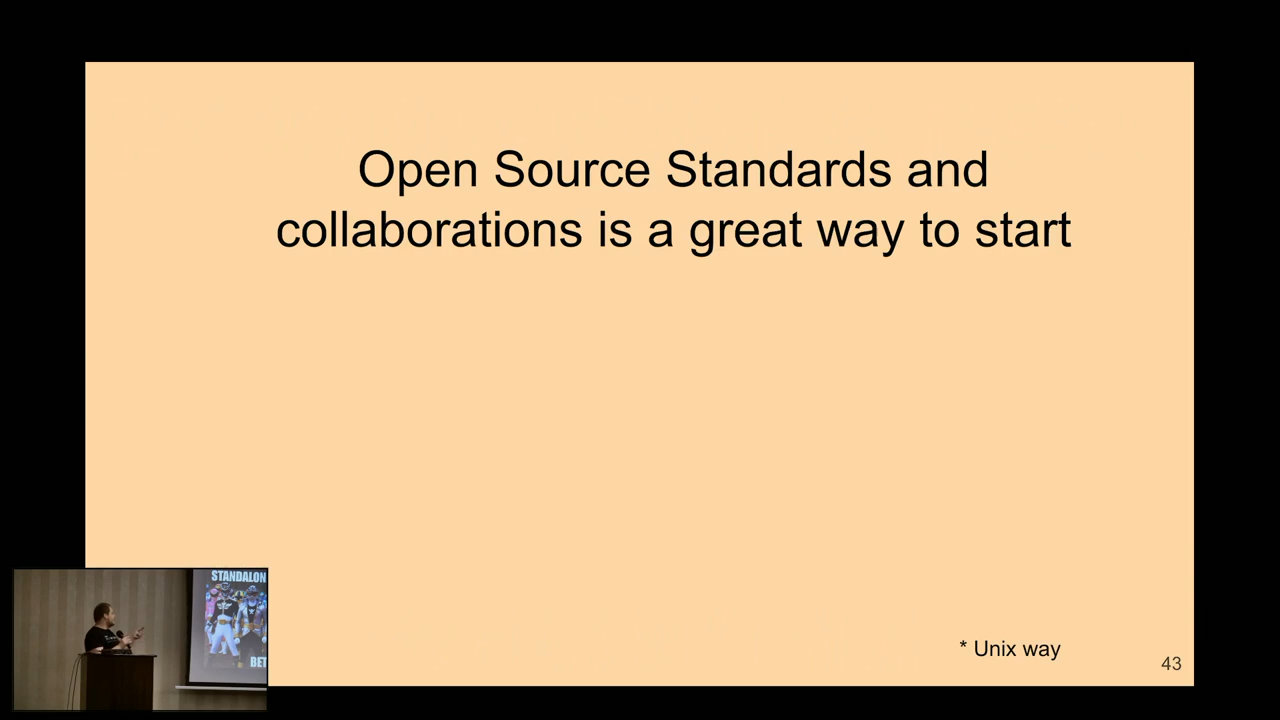 Open Source Standards and
collaborations is a great way to start
* Unix way
43
STANDALON
BET